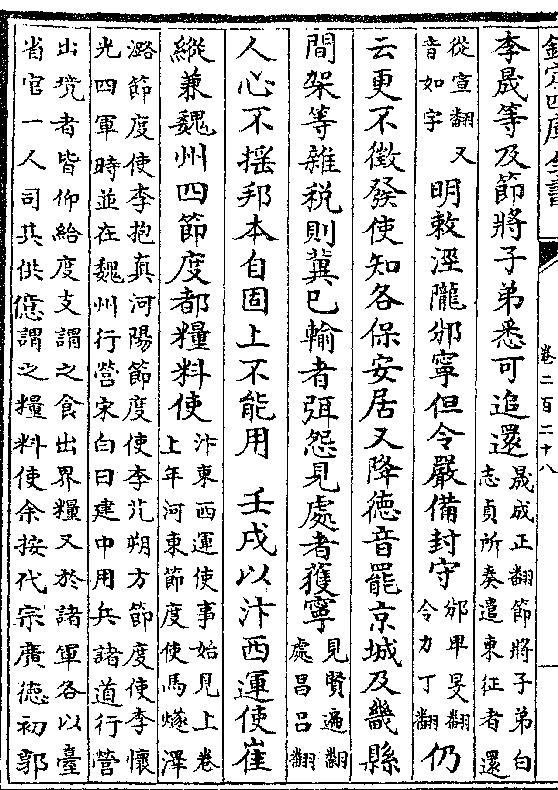 欽定四庫全書
卷二百二十八
李晟等及節將子弟悉可追還晟成正翻節將子弟白志貞所奏遣東征者還
從宣翻又音如字明敕涇隴邠寧但令嚴備封守邠卑旻翻令力丁翻仍
云更不徵發使知各保安居又降德音罷京城及畿縣
間架等雜税則冀已輸者弭怨見處者獲寧見賢遍翻處昌呂翻
人心不揺邦本自固上不能用　壬戌以汴西運使崔
縱兼魏州四節度都糧料使汴東西運使事始見上卷上年河東節度使馬燧澤
潞節度使李抱真河陽節度使李芃朔方節度使李懷
光四軍時並在魏州行營宋白曰建中用兵諸道行營
出境者皆仰給度支謂之食出界糧又於諸軍各以臺
省官一人司其供億謂之糧料使余按代宗廣德初郭